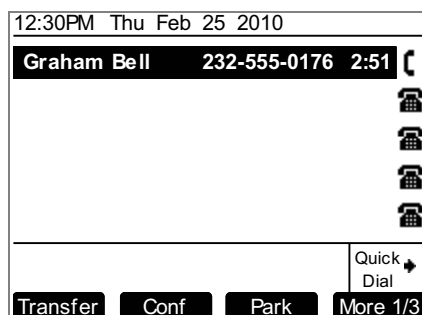 12:30PM Thu Feb 25 2010
Graham Bell 232-555-0176 2:51
Quick
Dial
Transfer Conf Park More 1/3